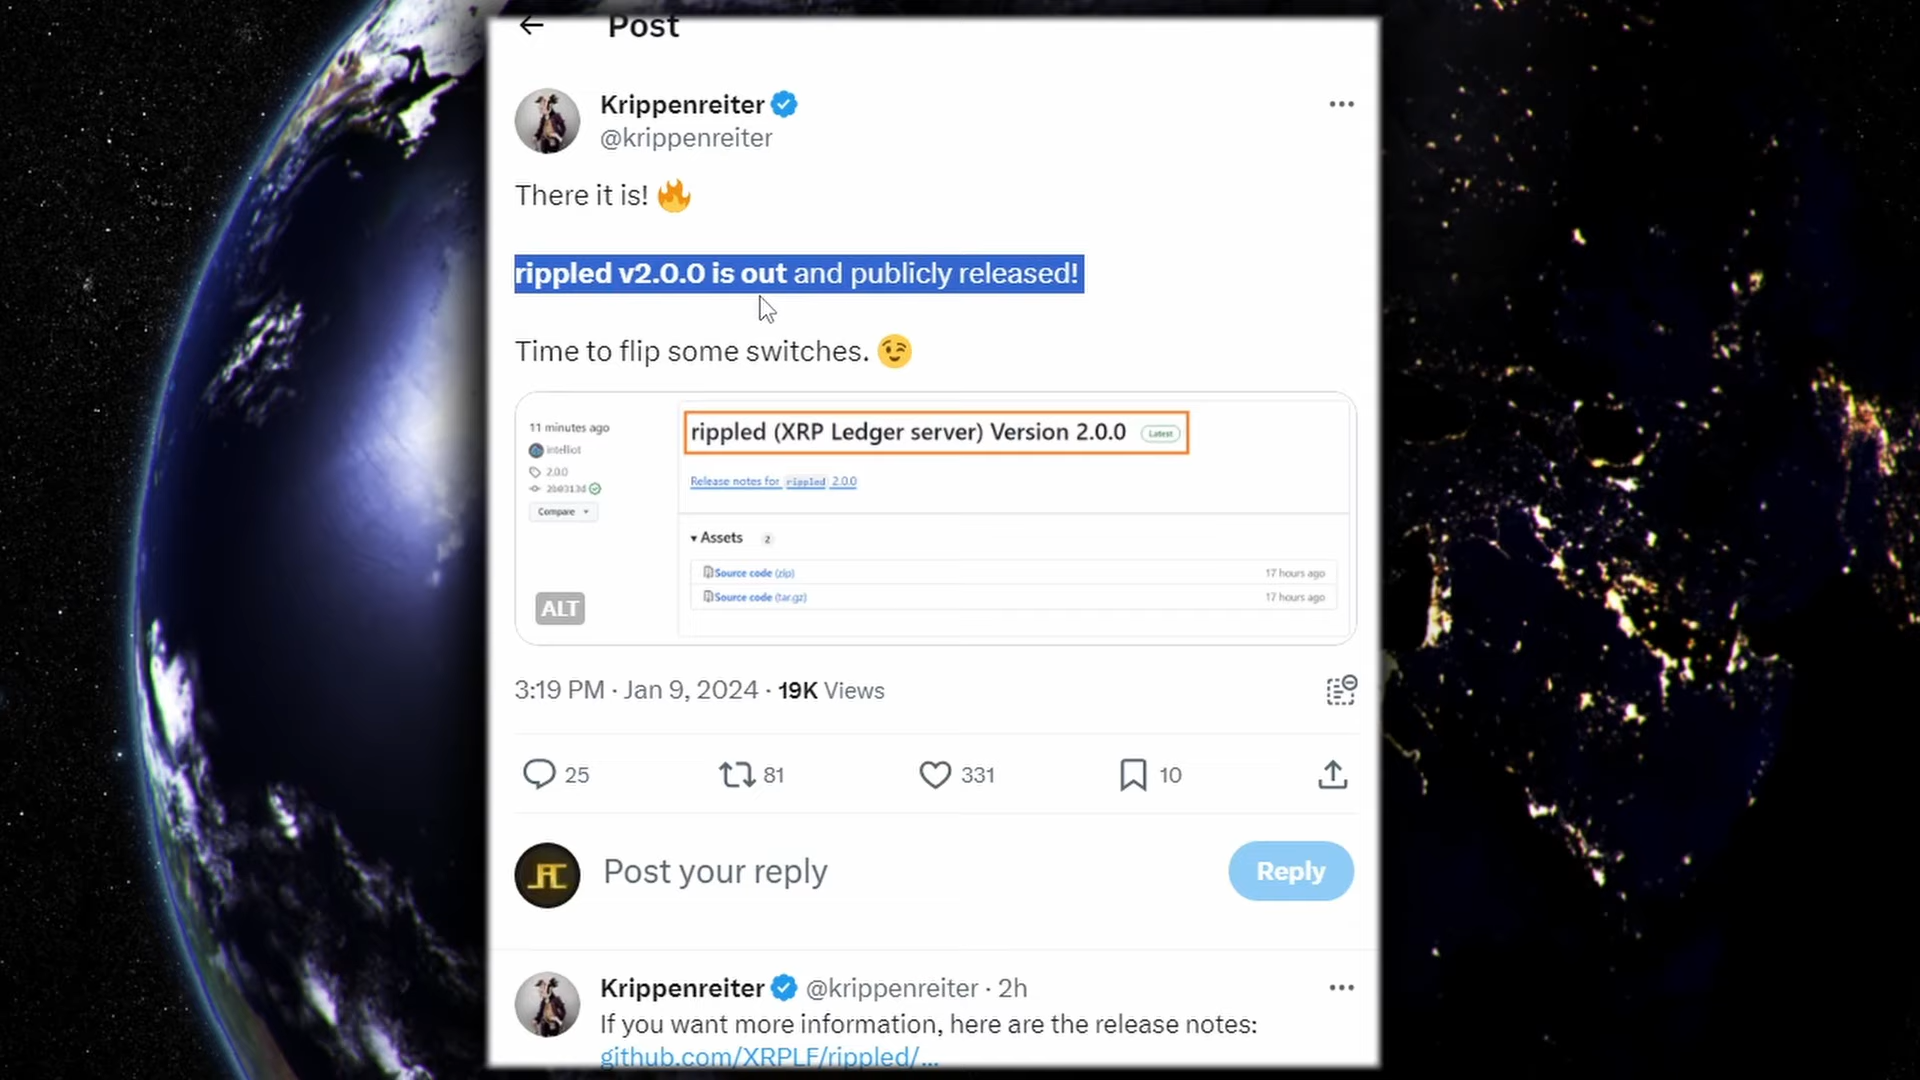 Post
Krippenreiter
@krippenreiter
There it is! 🔥
rippled v2.0.0 is out and publicly released!
Time to flip some switches. 😉
11 minutes ago
intelliot
2.0.0
Compare
rippled (XRP Ledger server) Version 2.0.0 Latest
Release notes for rippled 2.0.0
Assets 2
Source code (zip) 17 hours ago
Source code (tar.gz) 17 hours ago
ALT
3:19 PM · Jan 9, 2024 · 19K Views
25 81 331 10
Post your reply Reply
Krippenreiter @krippenreiter · 2h
If you want more information, here are the release notes:
github.com/XRPLF/rippled/...